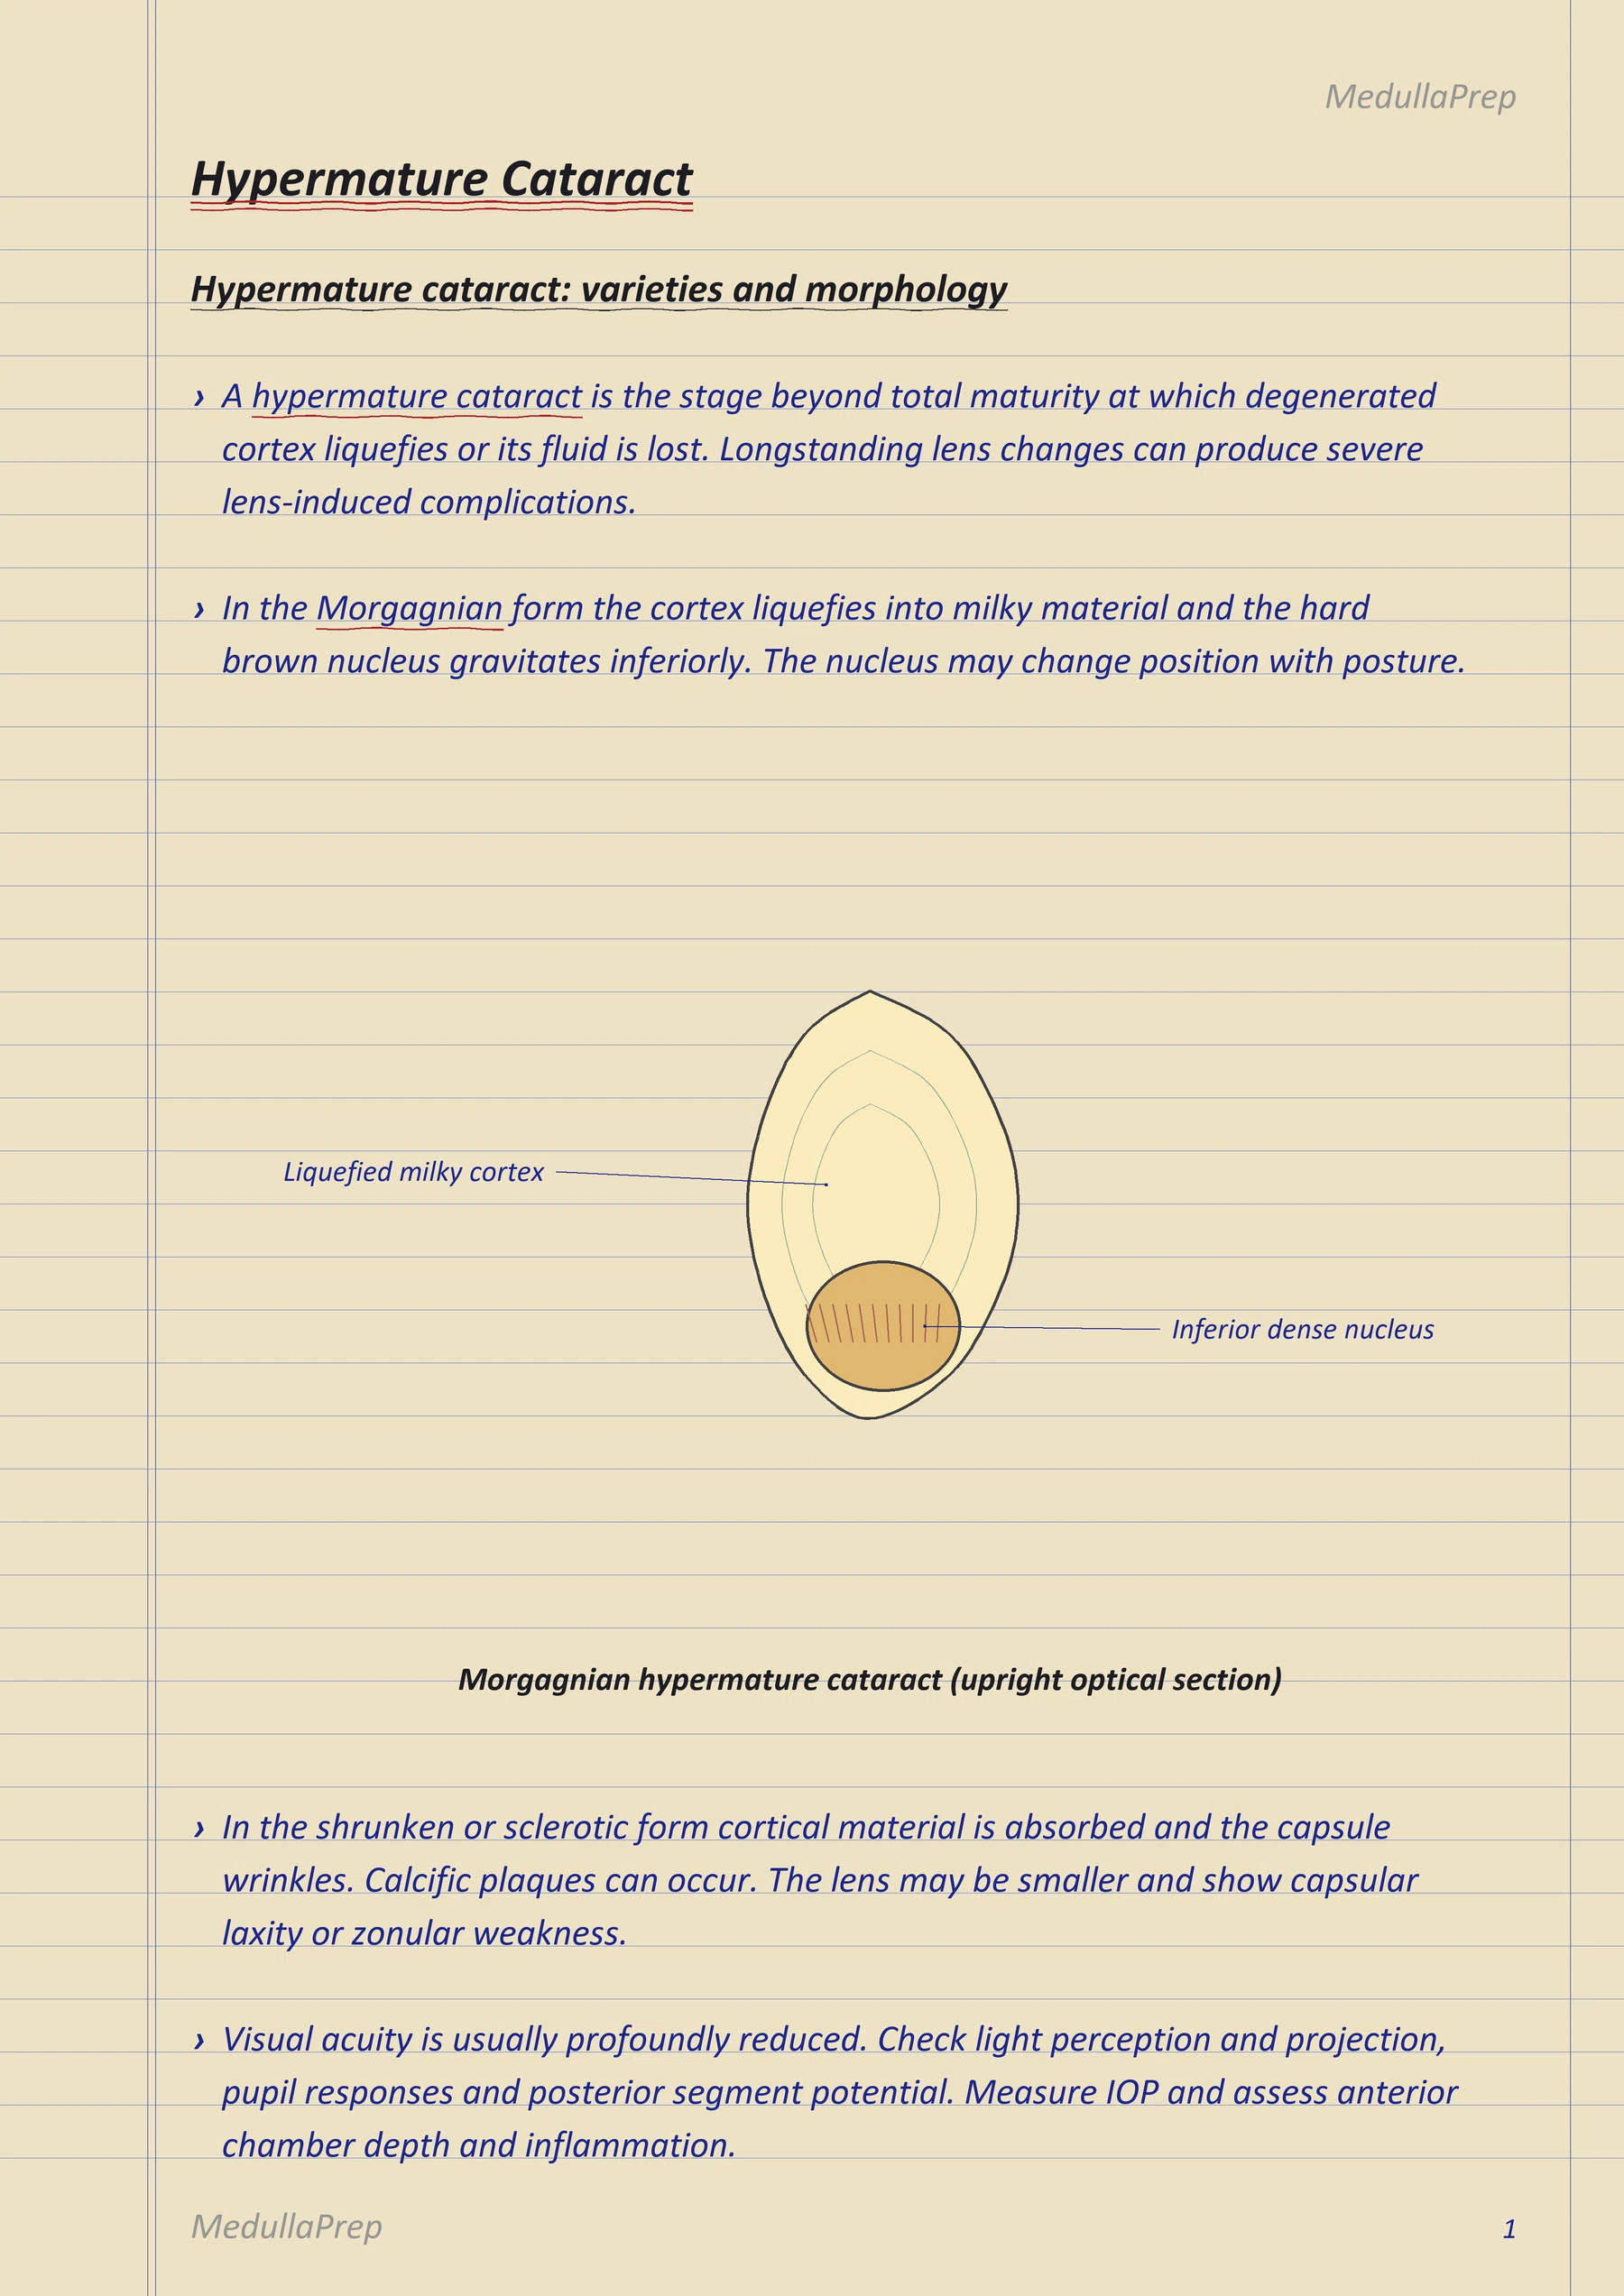 MedullaPrep
Hypermature Cataract
Hypermature cataract: varieties and morphology
› A hypermature cataract is the stage beyond total maturity at which degenerated
cortex liquefies or its fluid is lost. Longstanding lens changes can produce severe
lens-induced complications.
› In the Morgagnian form the cortex liquefies into milky material and the hard
brown nucleus gravitates inferiorly. The nucleus may change position with posture.
Liquefied milky cortex
Inferior dense nucleus
Morgagnian hypermature cataract (upright optical section)
› In the shrunken or sclerotic form cortical material is absorbed and the capsule
wrinkles. Calcific plaques can occur. The lens may be smaller and show capsular
laxity or zonular weakness.
› Visual acuity is usually profoundly reduced. Check light perception and projection,
pupil responses and posterior segment potential. Measure IOP and assess anterior
chamber depth and inflammation.
MedullaPrep
1